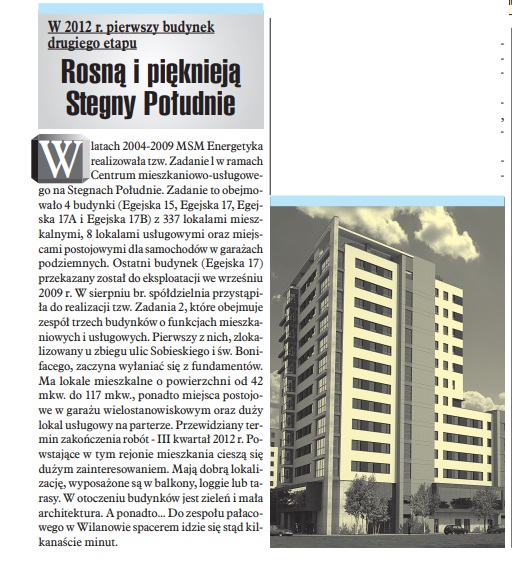 W 2012 r. pierwszy budynek
drugiego etapu
Rosną i pięknieją
Stegny Południe
W latach 2004-2009 MSM Energetyka
realizowała tzw. Zadanie l w ramach
Centrum mieszkaniowo-usługowe-
go na Stegnach Południe. Zadanie to obejmo-
wało 4 budynki (Egejska 15, Egejska 17, Egej-
ska 17A i Egejska 17B) z 337 lokalami miesz-
kalnymi, 8 lokalami usługowymi oraz miejs-
cami postojowymi dla samochodów w garażach
podziemnych. Ostatni budynek (Egejska 17)
przekazany został do eksploatacji we wrześniu
2009 r. W sierpniu br. spółdzielnia przystąpi-
ła do realizacji tzw. Zadania 2, które obejmuje
zespół trzech budynków o funkcjach mieszka-
niowych i usługowych. Pierwszy z nich, zloka-
lizowany u zbiegu ulic Sobieskiego i św. Boni-
facego, zaczyna wyłaniać się z fundamentów.
Ma lokale mieszkalne o powierzchni od 42
mkw. do 117 mkw., ponadto miejsca postojo-
we w garażu wielostanowiskowym oraz duży
lokal usługowy na parterze. Przewidziany ter-
min zakończenia robót - III kwartał 2012 r. Po-
wstające w tym rejonie mieszkania cieszą się
dużym zainteresowaniem. Mają dobrą lokali-
zację, wyposażone są w balkony, loggie lub ta-
rasy. W otoczeniu budynków jest zieleń i mała
architektura. A ponadto... Do zespołu pałaco-
wego w Wilanowie spacerem idzie się stąd kil-
kanaście minut.